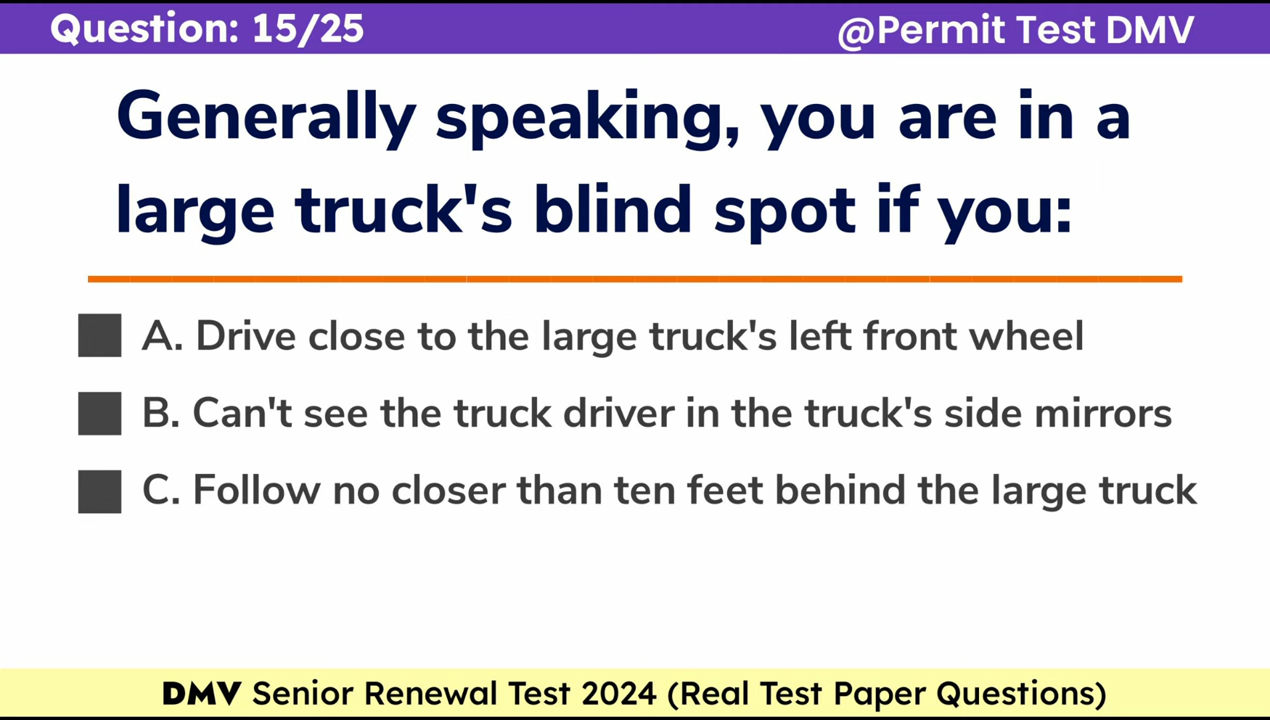 Question: 15/25
@Permit Test DMV
Generally speaking, you are in a
large truck's blind spot if you:
A. Drive close to the large truck's left front wheel
B. Can't see the truck driver in the truck's side mirrors
C. Follow no closer than ten feet behind the large truck
DMV Senior Renewal Test 2024 (Real Test Paper Questions)